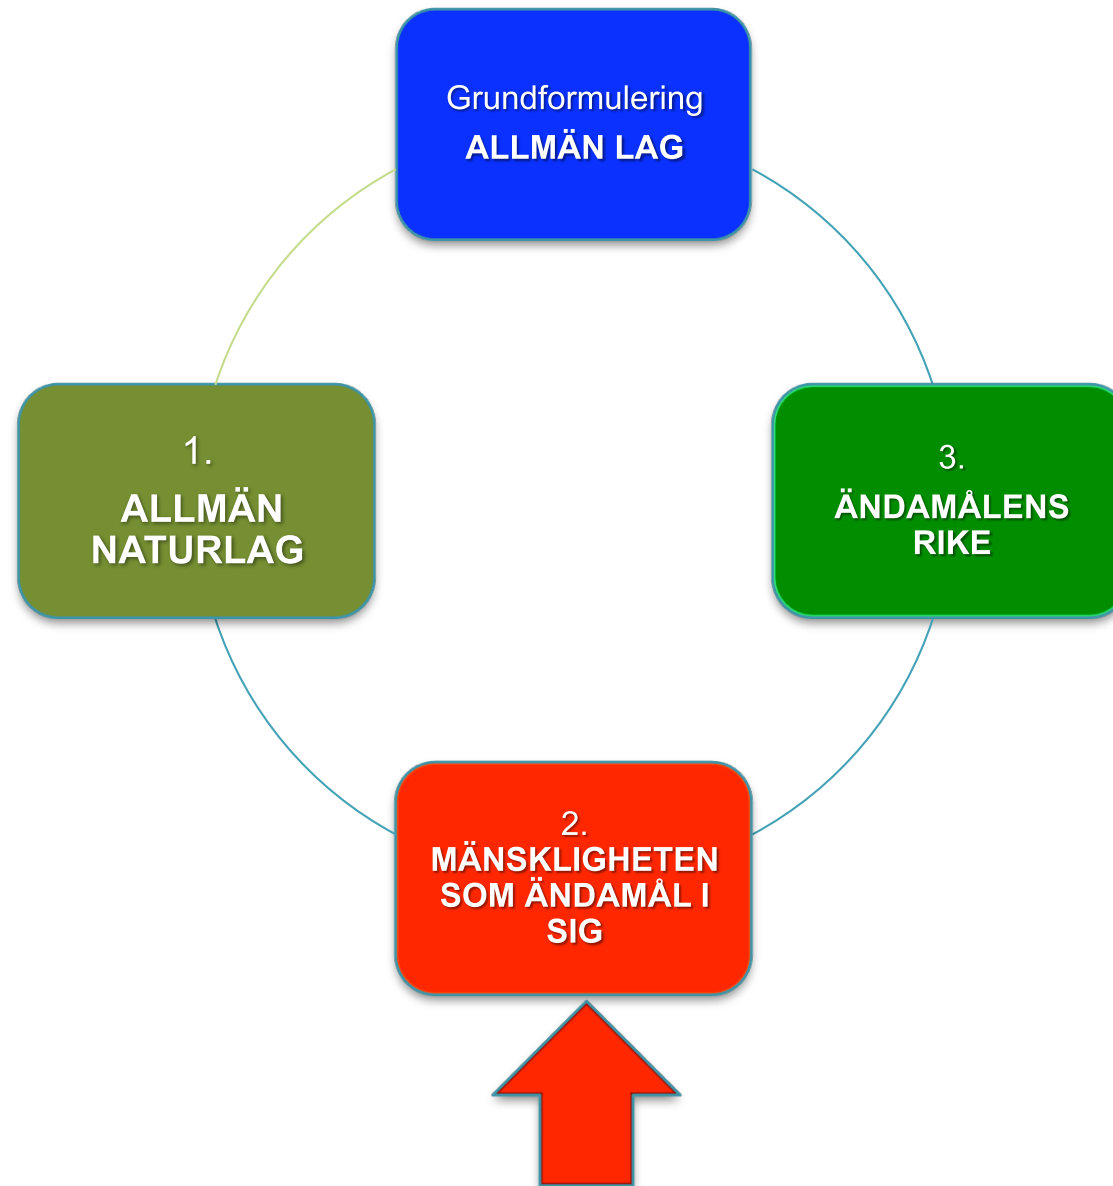 Grundformulering
ALLMÄN LAG
1.
ALLMÄN
NATURLAG
3.
ÄNDAMÅLENS
RIKE
2.
MÄNSKLIGHETEN
SOM ÄNDAMÅL I
SIG